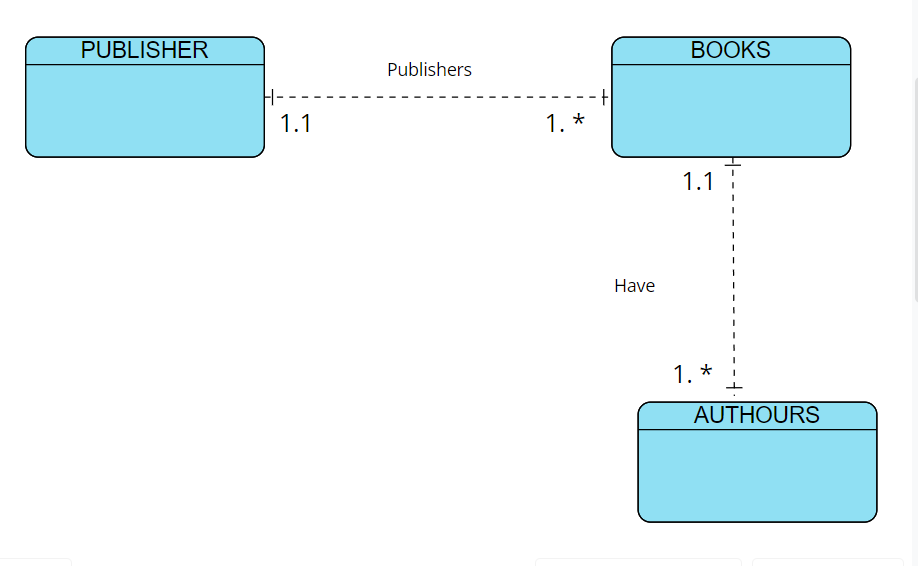 PUBLISHER
BOOKS
Publishers
1.1
1. *
1.1
Have
1. *
AUTHOURS